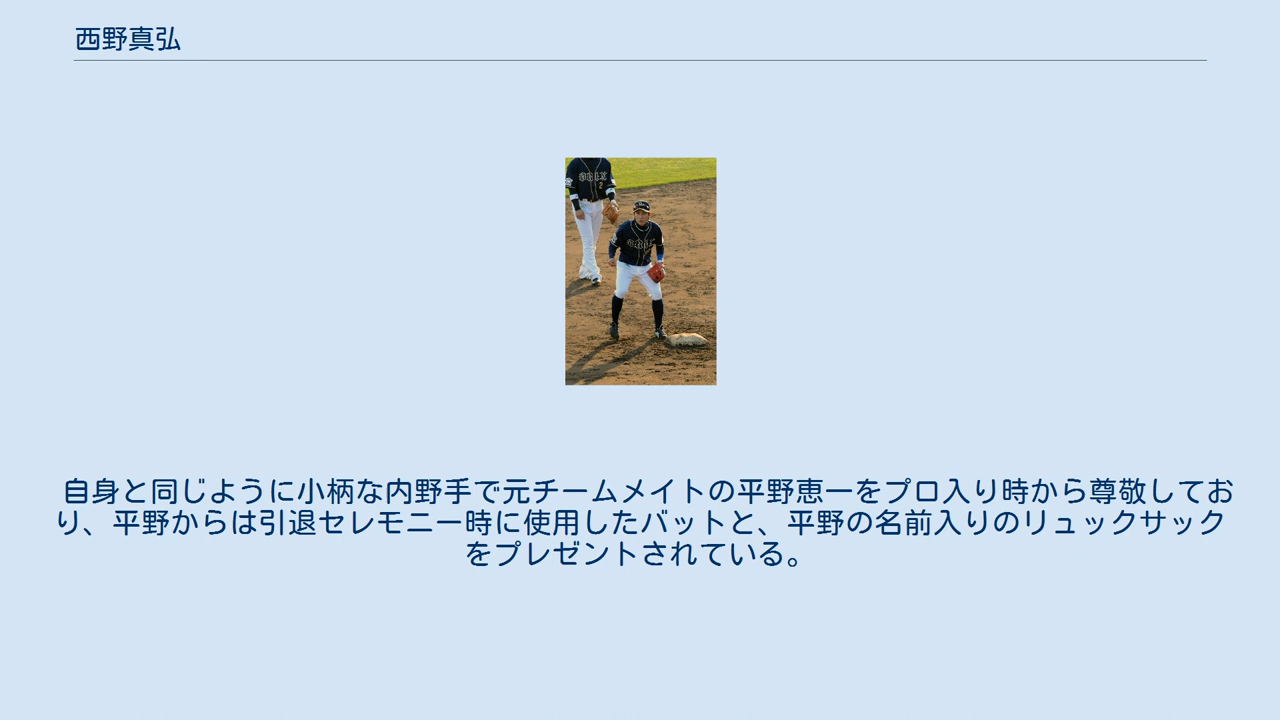 西野真弘
ORIX
2
自身と同じように小柄な内野手で元チームメイトの平野恵一をプロ入り時から尊敬してお
り、平野からは引退セレモニー時に使用したバットと、平野の名前入りのリュックサック
をプレゼントされている。